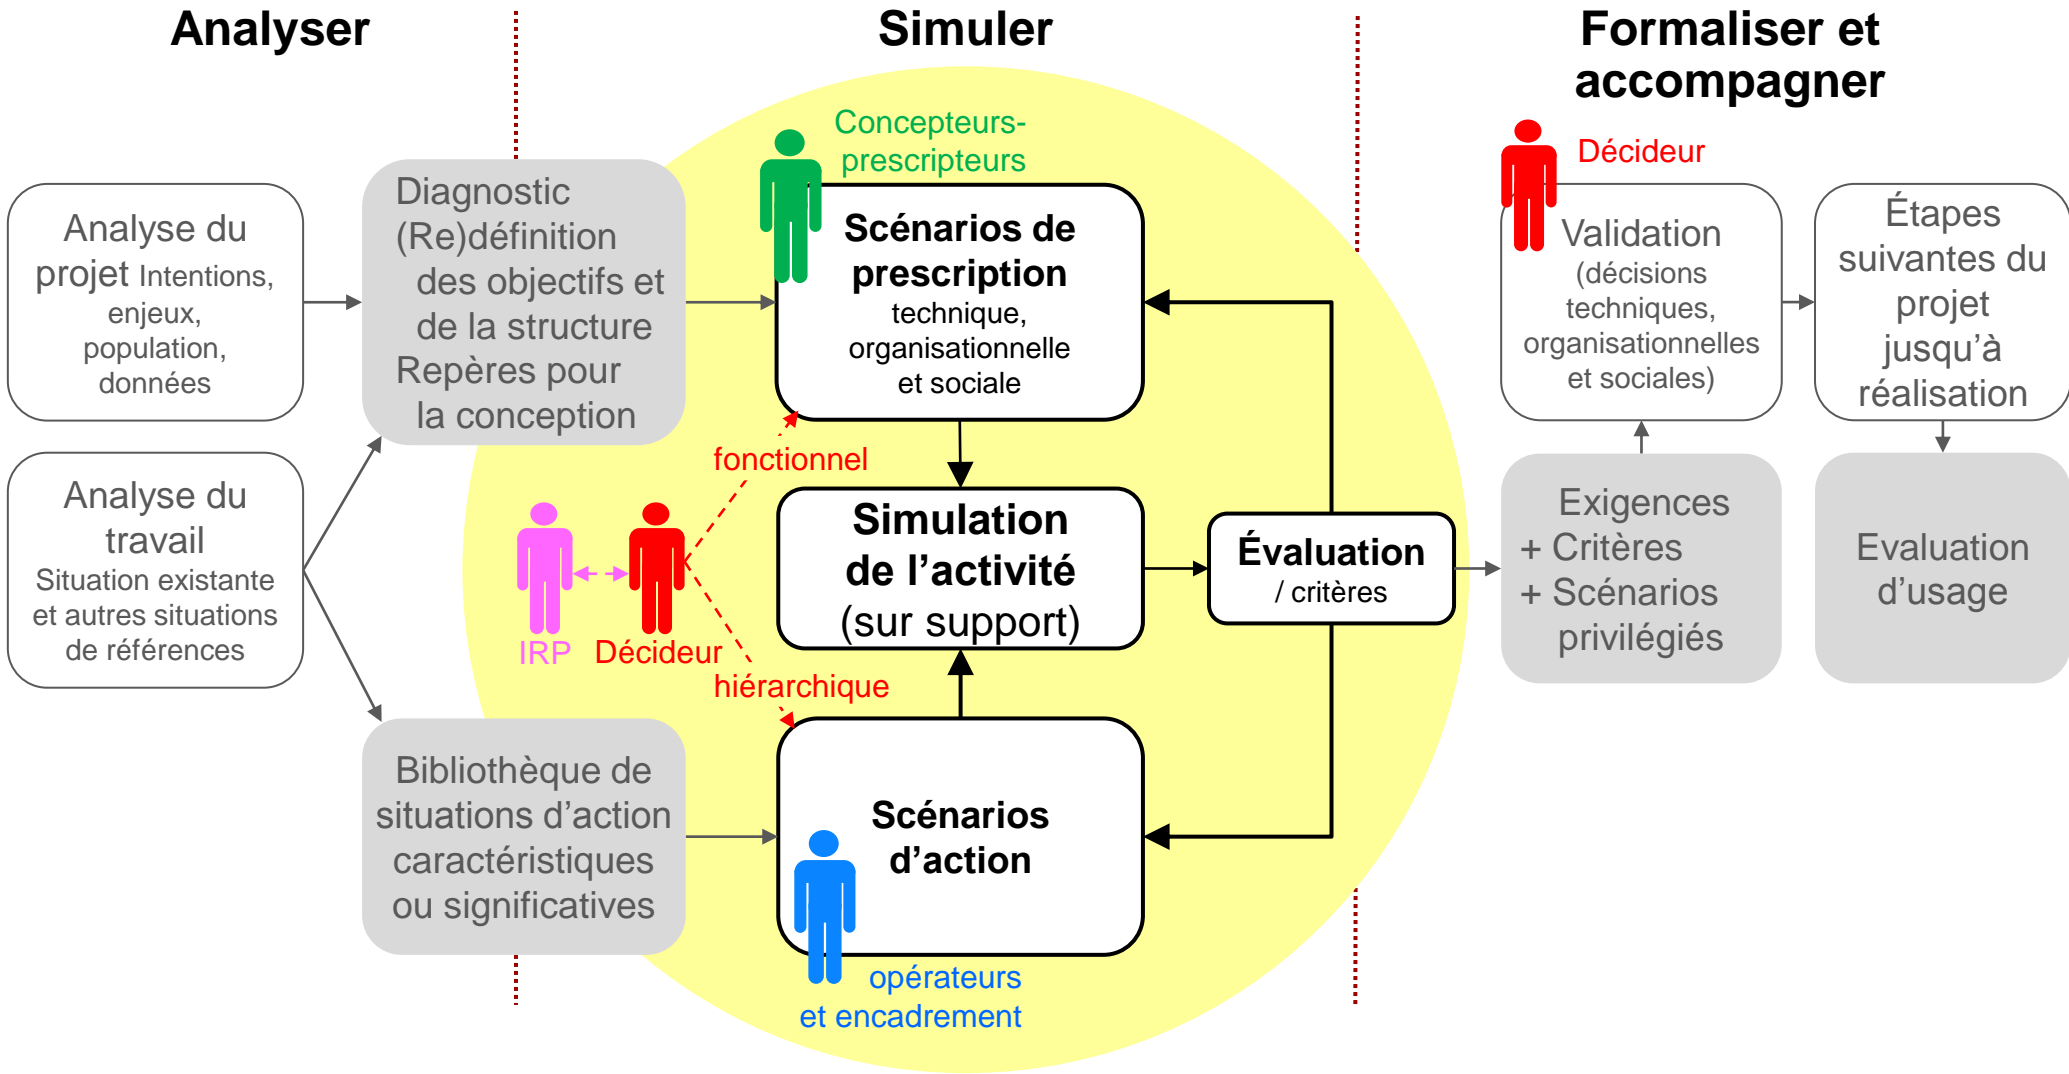 Analyser
Simuler
Formaliser et
accompagner
Analyse du
projet Intentions,
enjeux,
population,
données
Analyse du
travail
Situation existante
et autres situations
de références
Diagnostic
(Re)définition
des objectifs et
de la structure
Repères pour
la conception
Bibliothèque de
situations d’action
caractéristiques
ou significatives
Concepteurs-
prescripteurs
Scénarios de
prescription
technique,
organisationnelle
et sociale
fonctionnel
IRP
Décideur
hiérarchique
Simulation
de l’activité
(sur support)
Évaluation
/ critères
Scénarios
d’action
opérateurs
et encadrement
Décideur
Validation
(décisions
techniques,
organisationnelles
et sociales)
Étapes
suivantes du
projet
jusqu’à
réalisation
Exigences
+ Critères
+ Scénarios
privilégiés
Evaluation
d’usage